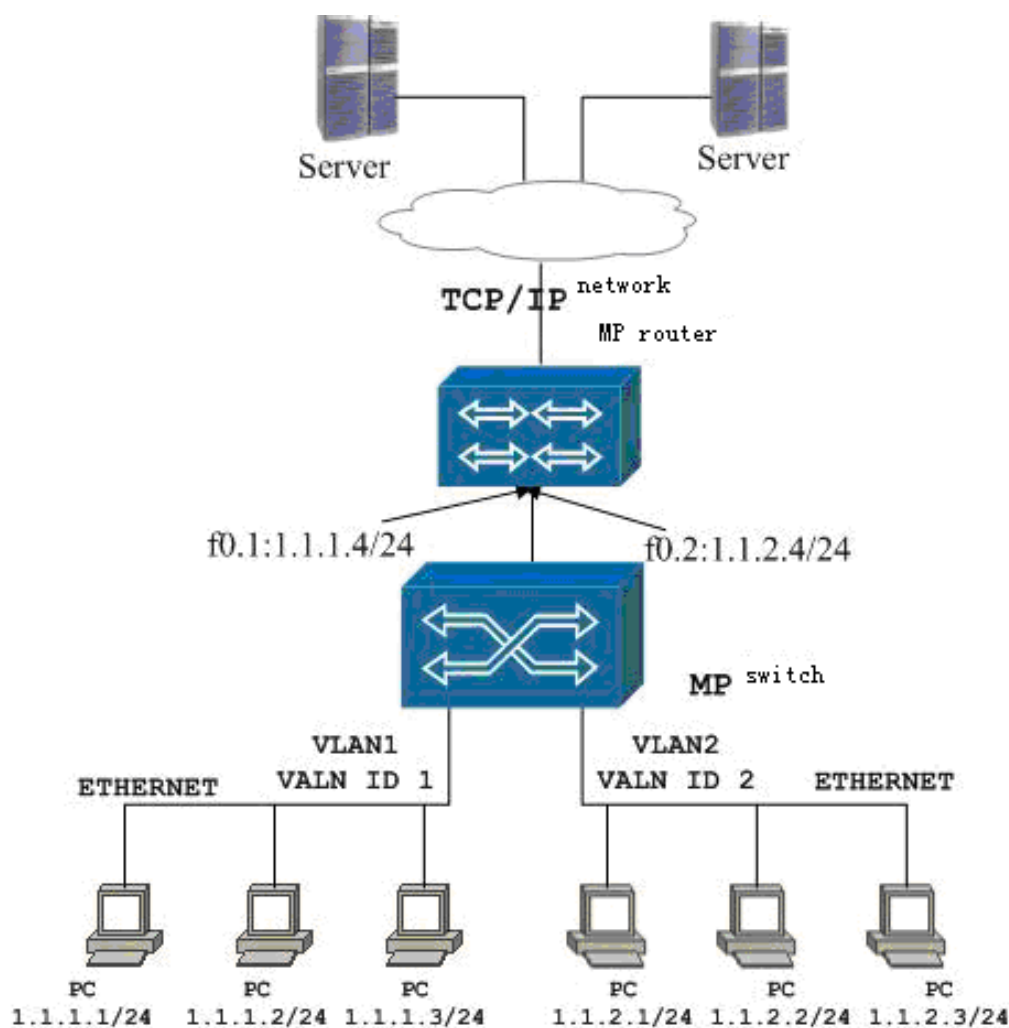 Server
Server
TCP/IP network
MP router
f0.1:1.1.1.4/24
f0.2:1.1.2.4/24
MP switch
VLAN1
VALN ID 1
VLAN2
VALN ID 2
ETHERNET
ETHERNET
PC
1.1.1.1/24
PC
1.1.1.2/24
PC
1.1.1.3/24
PC
1.1.2.1/24
PC
1.1.2.2/24
PC
1.1.2.3/24